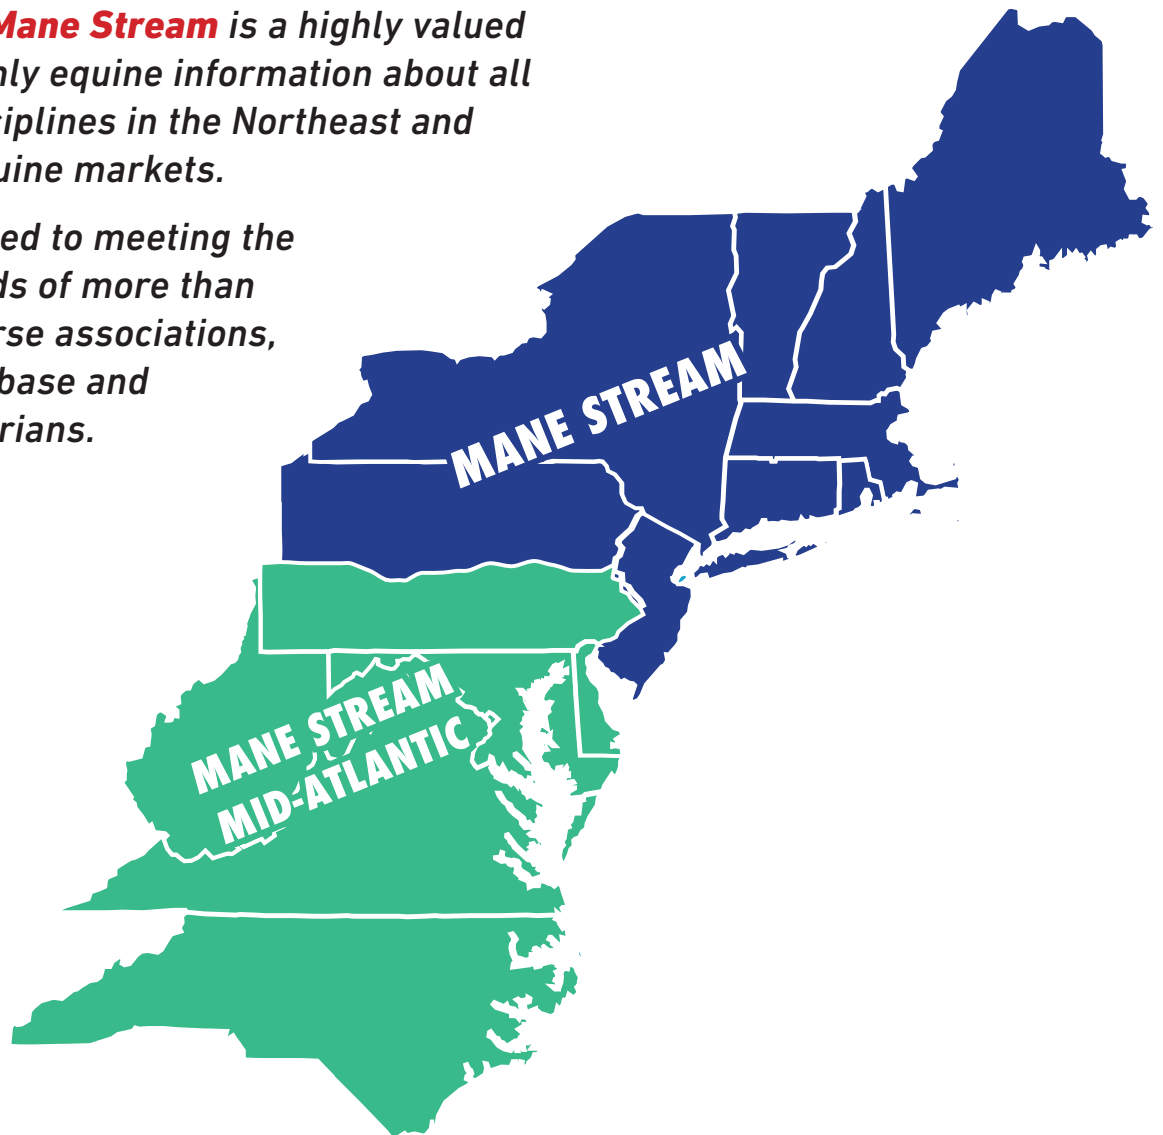 Mane Stream is a highly valued
nly equine information about all
ciplines in the Northeast and
uine markets.
ed to meeting the
ds of more than
rse associations,
base and
rians.
MANE STREAM
MANE STREAM
MID-ATLANTIC